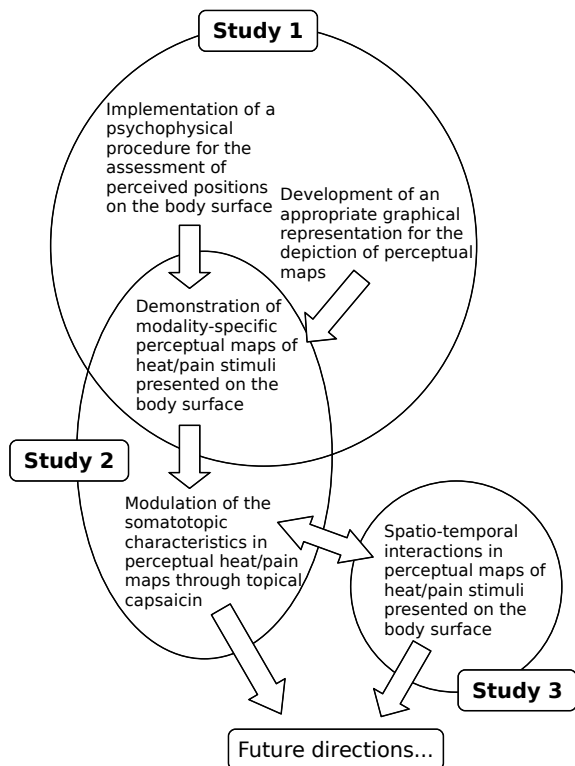 Study 1
Implementation of a
psychophysical
procedure for the
assessment of
perceived positions
on the body surface
Development of an
appropriate graphical
representation for the
depiction of perceptual
maps
Demonstration of
modality-specific
perceptual maps of
heat/pain stimuli
presented on the
body surface
Study 2
Modulation of the
somatotopic
characteristics in
perceptual heat/pain
maps through topical
capsaicin
Spatio-temporal
interactions in
perceptual maps of
heat/pain stimuli
presented on the
body surface
Study 3
Future directions...